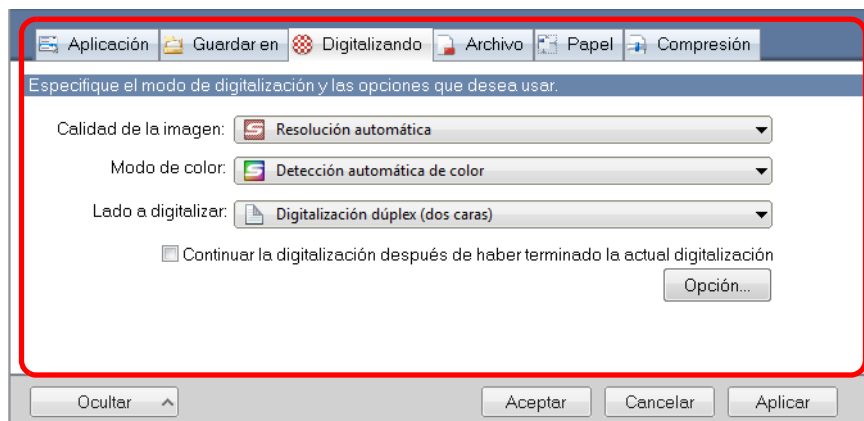 Aplicación Guardar en Digitalizando Archivo Papel Compresión
Especifique el modo de digitalización y las opciones que desea usar.
Calidad de la imagen: Resolución automática
Modo de color: Detección automática de color
Lado a digitalizar: Digitalización dúplex (dos caras)
Continuar la digitalización después de haber terminado la actual digitalización
Opción...
Ocultar Aceptar Cancelar Aplicar